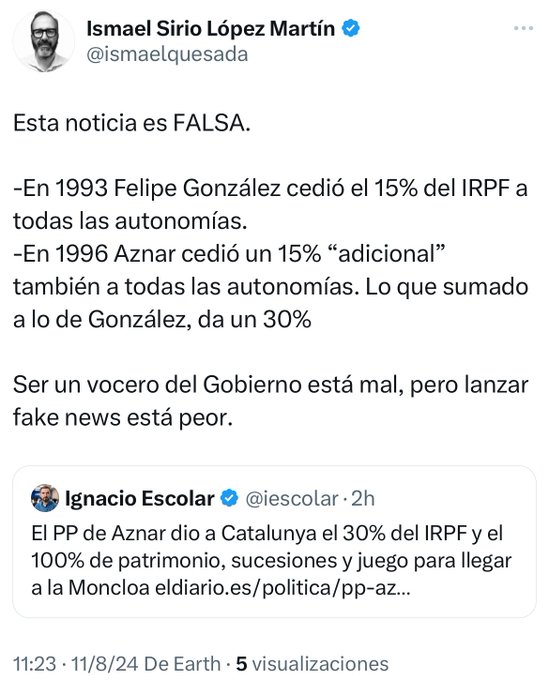 Ismael Sirio López Martín
@ismaelquesada
Esta noticia es FALSA.
-En 1993 Felipe González cedió el 15% del IRPF a
todas las autonomías.
-En 1996 Aznar cedió un 15% “adicional”
también a todas las autonomías. Lo que sumado
a lo de González, da un 30%
Ser un vocero del Gobierno está mal, pero lanzar
fake news está peor.
Ignacio Escolar @iescolar · 2h
El PP de Aznar dio a Catalunya el 30% del IRPF y el
100% de patrimonio, sucesiones y juego para llegar
a la Moncloa eldiario.es/politica/pp-az...
11:23 · 11/8/24 De Earth · 5 visualizaciones